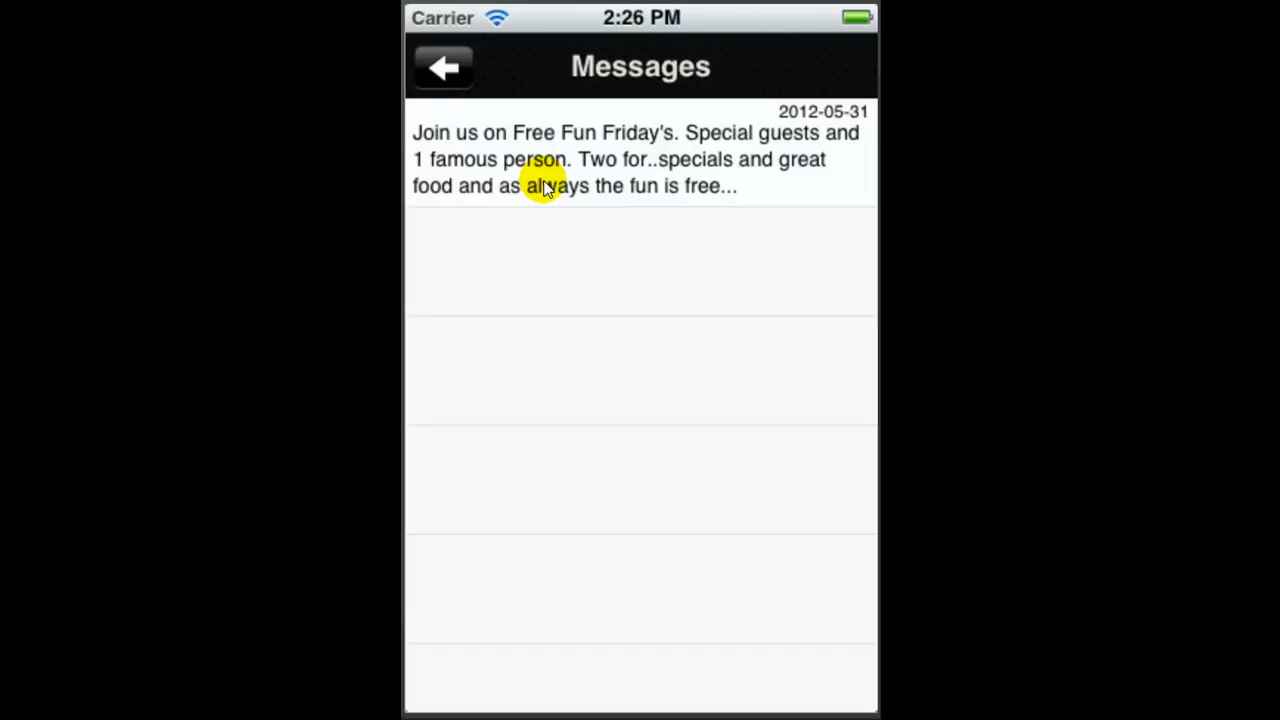 Carrier 2:26 PM
Messages
2012-05-31
Join us on Free Fun Friday's. Special guests and
1 famous person. Two for..specials and great
food and as always the fun is free...